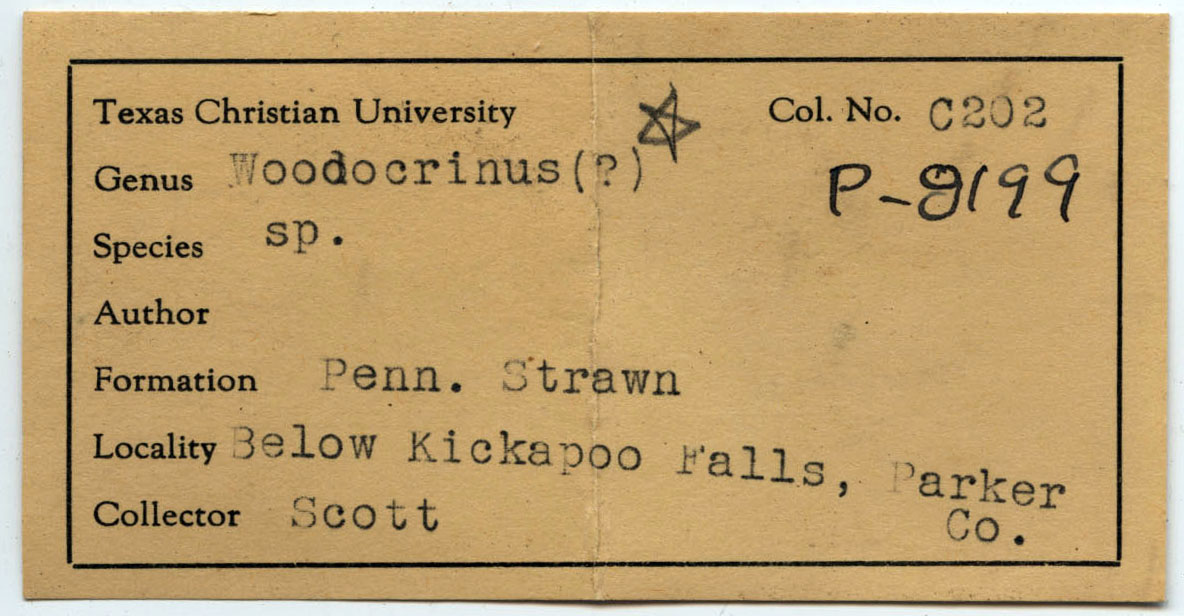 Texas Christian University Col. No. C202
Genus Woodocrinus(?) P-2199
Species sp.
Author
Formation Penn. Strawn
Locality Below Kickapoo Falls, Parker
Co.
Collector Scott